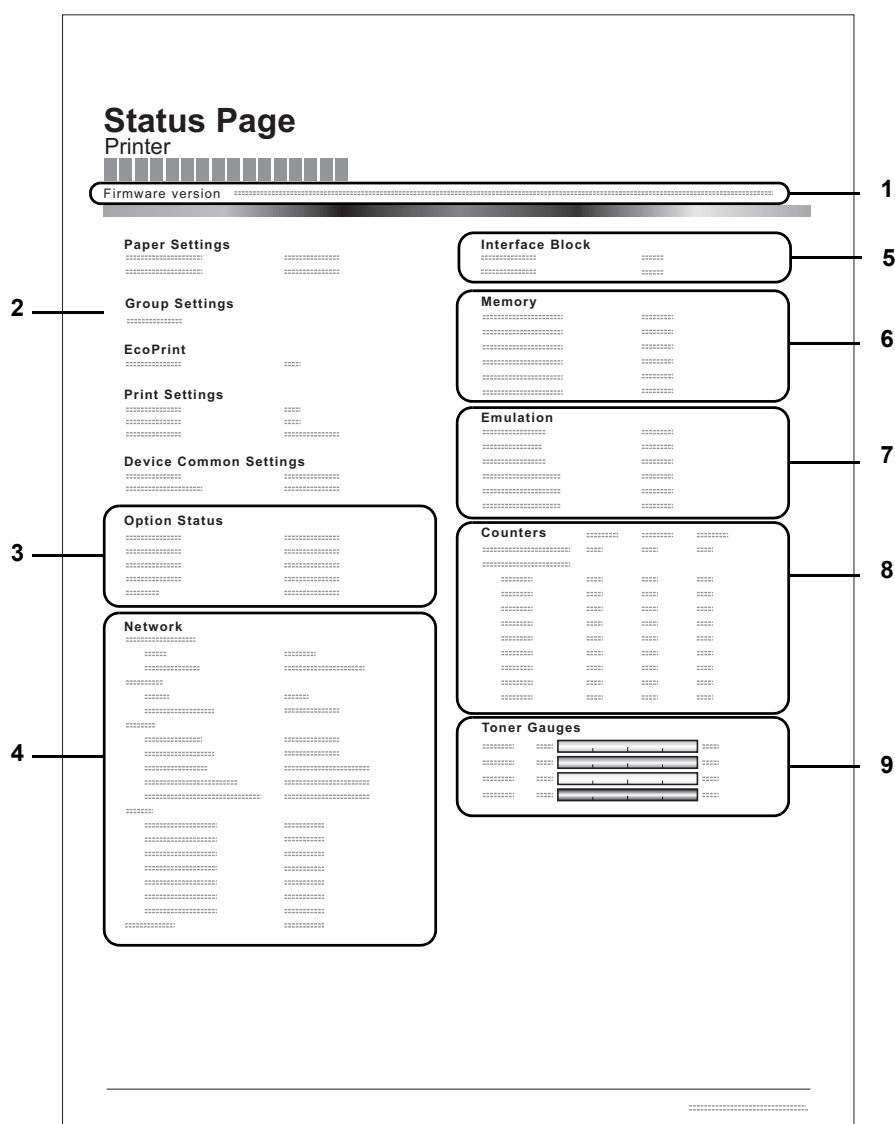 Status Page
Printer
Firmware version
1
Paper Settings
2
Group Settings
EcoPrint
Print Settings
Device Common Settings
Option Status
3
Network
4
Interface Block
5
Memory
6
Emulation
7
Counters
8
Toner Gauges
9